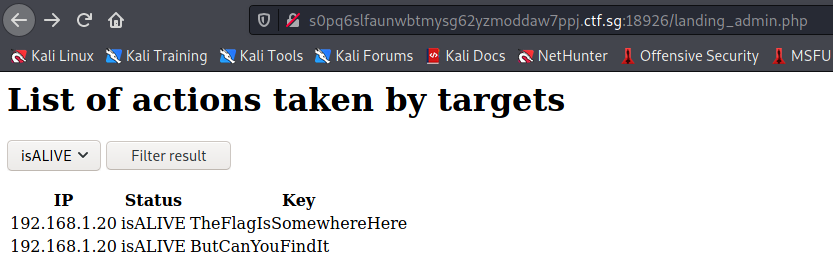 s0pq6slfaunwbtmysg62yzmoddaw7ppj.ctf.sg:18926/landing_admin.php
Kali Linux Kali Training Kali Tools Kali Forums Kali Docs NetHunter Offensive Security MSFU
List of actions taken by targets
isALIVE Filter result
IP Status Key
192.168.1.20 isALIVE TheFlagIsSomewhereHere
192.168.1.20 isALIVE ButCanYouFindIt